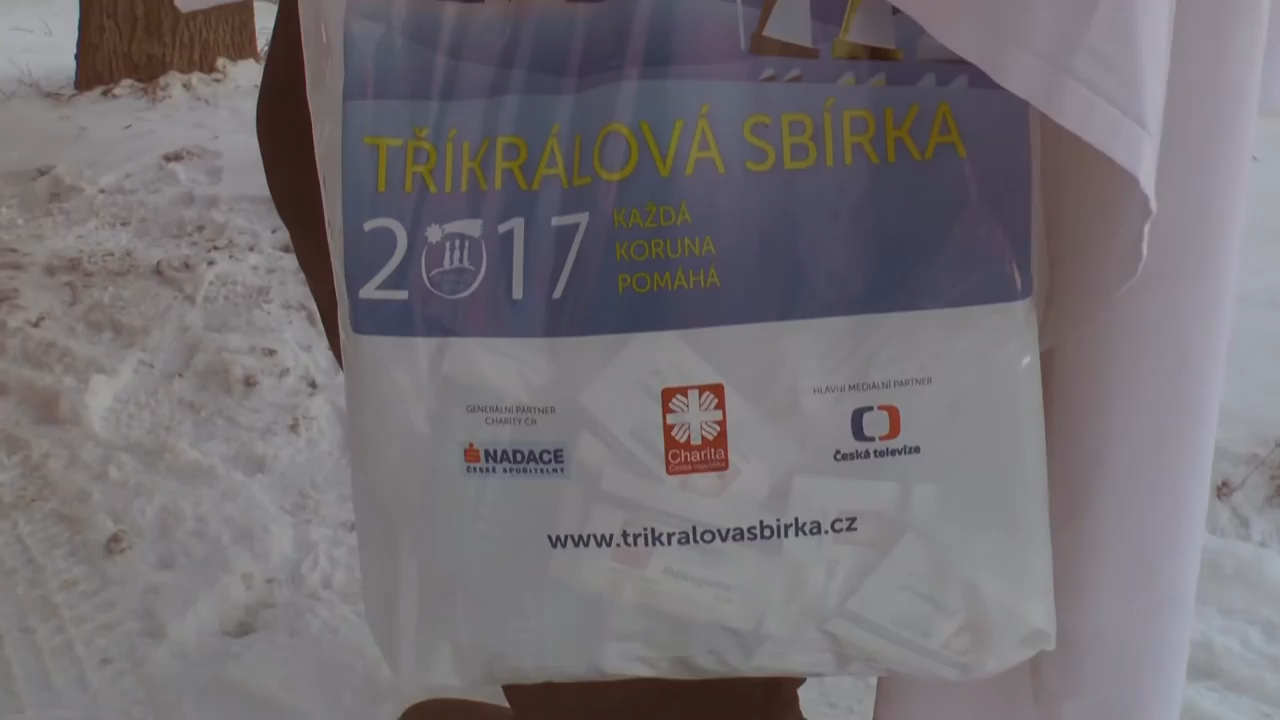 TŘÍKRÁLOVÁ SBÍRKA
2017
KAŽDÁ
KORUNA
POMÁHÁ
GENERÁLNÍ PARTNER
CHARITY ČR
NADACE
ČESKÉ SPOŘITELNY
Charita
Česká republika
HLAVNÍ MEDIÁLNÍ PARTNER
Česká televize
www.trikralovasbirka.cz